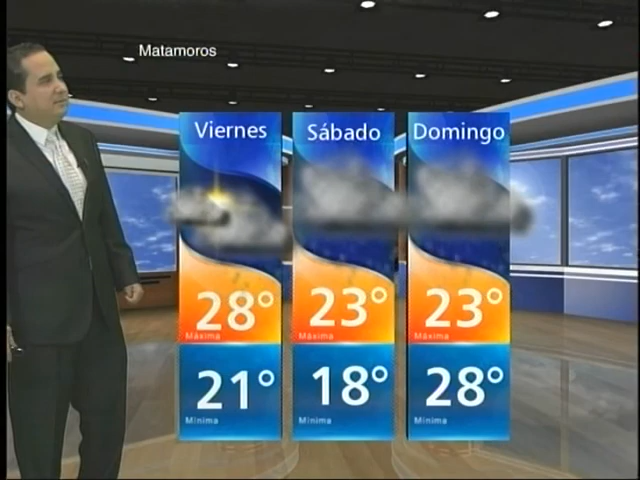 Matamoros
Viernes
Sábado
Domingo
28°
23°
23°
Máxima
Máxima
Máxima
21°
18°
28°
Mínima
Mínima
Mínima